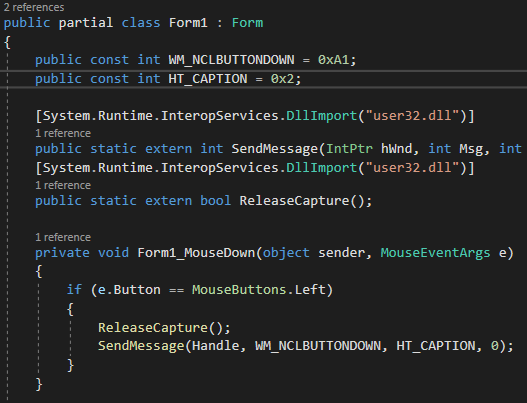 2 references
public partial class Form1 : Form
{
public const int WM_NCLBUTTONDOWN = 0xA1;
public const int HT_CAPTION = 0x2;
[System.Runtime.InteropServices.DllImport("user32.dll")]
1 reference
public static extern int SendMessage(IntPtr hWnd, int Msg, int
[System.Runtime.InteropServices.DllImport("user32.dll")]
1 reference
public static extern bool ReleaseCapture();
1 reference
private void Form1_MouseDown(object sender, MouseEventArgs e)
{
if (e.Button == MouseButtons.Left)
{
ReleaseCapture();
SendMessage(Handle, WM_NCLBUTTONDOWN, HT_CAPTION, 0);
}
}